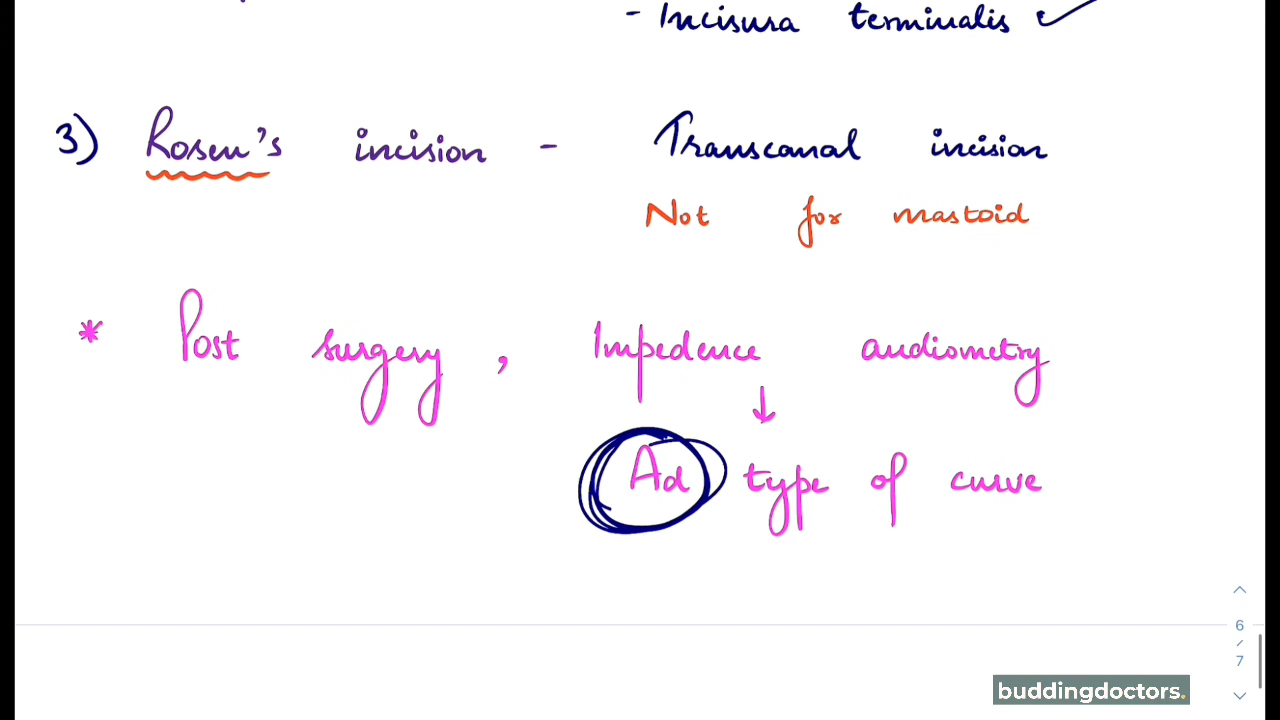 - Incisura terminalis ✓
3) Rosen's incision - Transcanal incision
Not for mastoid
* Post surgery, Impedence audiometry
↓
Ad type of curve
6
/
7
buddingdoctors.